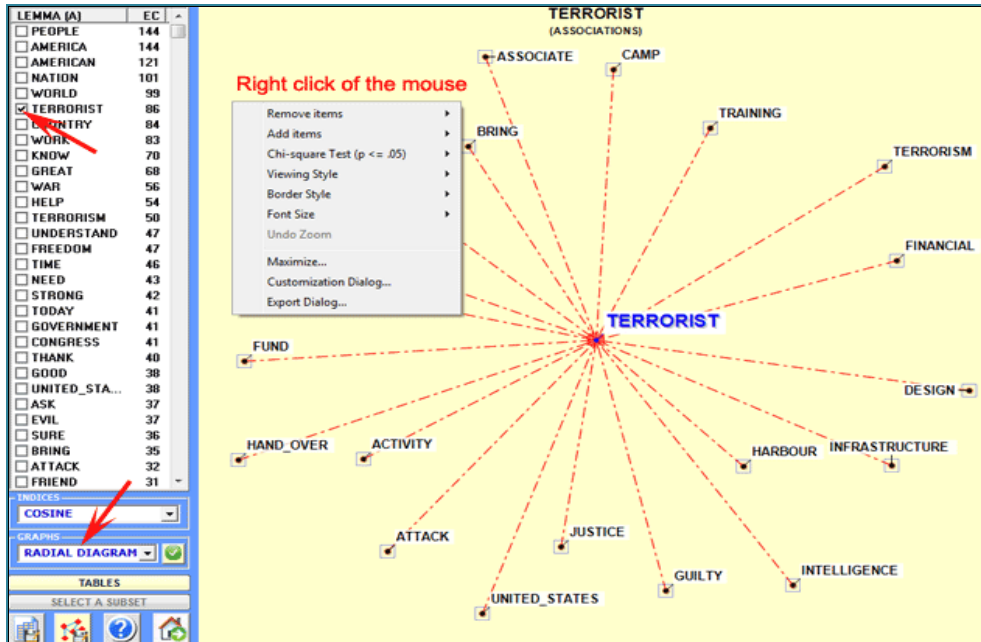 LEMMA (A) EC
PEOPLE 144
AMERICA 144
AMERICAN 121
NATION 101
WORLD 99
TERRORIST 86
COUNTRY 84
WORK 83
KNOW 70
GREAT 68
WAR 56
HELP 54
TERRORISM 50
UNDERSTAND 47
FREEDOM 47
TIME 46
NEED 43
STRONG 42
TODAY 41
GOVERNMENT 41
CONGRESS 41
THANK 40
GOOD 38
UNITED_STA... 38
ASK 37
EVIL 37
SURE 36
BRING 35
ATTACK 32
FRIEND 31
INDICES
COSINE
GRAPHS
RADIAL DIAGRAM
TABLES
SELECT A SUBSET
TERRORIST
(ASSOCIATIONS)
ASSOCIATE
CAMP
Right click of the mouse
Remove items
Add items
Chi-square Test (p <= .05)
Viewing Style
Border Style
Font Size
Undo Zoom
Maximize...
Customization Dialog...
Export Dialog...
TRAINING
BRING
TERRORISM
FINANCIAL
TERRORIST
FUND
DESIGN
HAND_OVER
ACTIVITY
HARBOUR
INFRASTRUCTURE
ATTACK
JUSTICE
GUILTY
INTELLIGENCE
UNITED_STATES